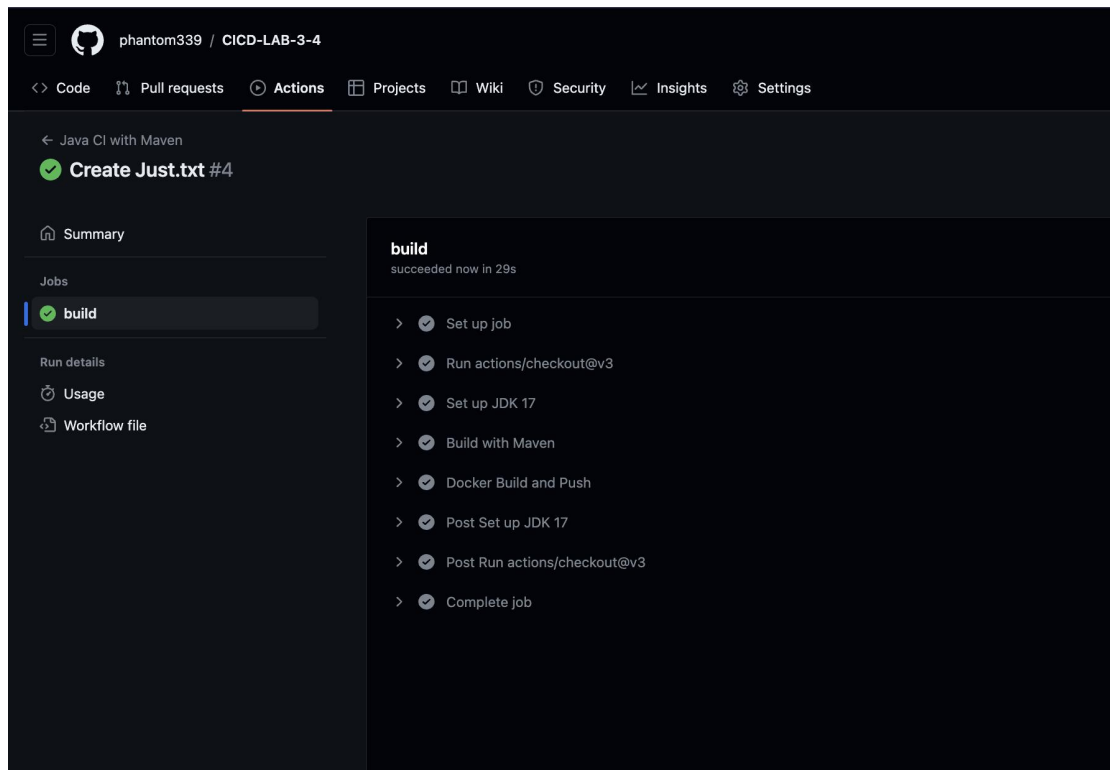 phantom339 / CICD-LAB-3-4
<> Code Pull requests Actions Projects Wiki Security Insights Settings
← Java CI with Maven
Create Just.txt #4
Summary
Jobs
build
Run details
Usage
Workflow file
build
succeeded now in 29s
Set up job
Run actions/checkout@v3
Set up JDK 17
Build with Maven
Docker Build and Push
Post Set up JDK 17
Post Run actions/checkout@v3
Complete job